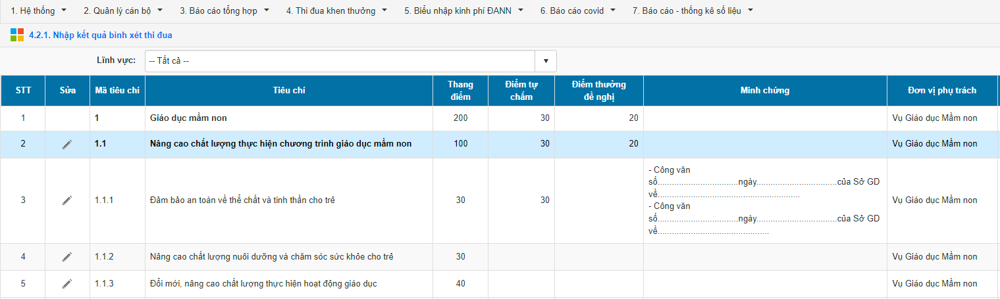 1. Hệ thống 2. Quản lý cán bộ 3. Báo cáo tổng hợp 4. Thi đua khen thưởng 5. Biểu nhập kinh phí ĐANN 6. Báo cáo covid 7. Báo cáo - thống kê số liệu
4.2.1. Nhập kết quả bình xét thi đua
Lĩnh vực: -- Tất cả --
STT Sửa Mã tiêu chí Tiêu chí Thang điểm Điểm tự chấm Điểm thưởng đề nghị Minh chứng Đơn vị phụ trách
1 1 Giáo dục mầm non 200 30 20 Vụ Giáo dục Mầm non
2 1.1 Nâng cao chất lượng thực hiện chương trình giáo dục mầm non 100 30 20 Vụ Giáo dục Mầm non
3 1.1.1 Đảm bảo an toàn về thể chất và tinh thần cho trẻ 30 30
- Công văn
số..................................ngày..................................của Sở GD
về............................................................
- Công văn
số..................................ngày..................................của Sở GD
về...............................................
Vụ Giáo dục Mầm non
4 1.1.2 Nâng cao chất lượng nuôi dưỡng và chăm sóc sức khỏe cho trẻ 30 Vụ Giáo dục Mầm non
5 1.1.3 Đổi mới, nâng cao chất lượng thực hiện hoạt động giáo dục 40 Vụ Giáo dục Mầm non